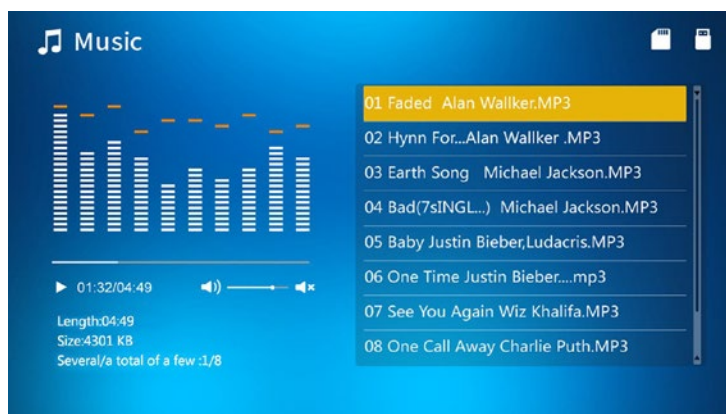 Music
01 Faded Alan Wallker.MP3
02 Hynn For...Alan Wallker .MP3
03 Earth Song Michael Jackson.MP3
04 Bad(7sINGL...) Michael Jackson.MP3
05 Baby Justin Bieber,Ludacris.MP3
06 One Time Justin Bieber....mp3
07 See You Again Wiz Khalifa.MP3
08 One Call Away Charlie Puth.MP3
01:32/04:49
Length:04:49
Size:4301 KB
Several/a total of a few :1/8